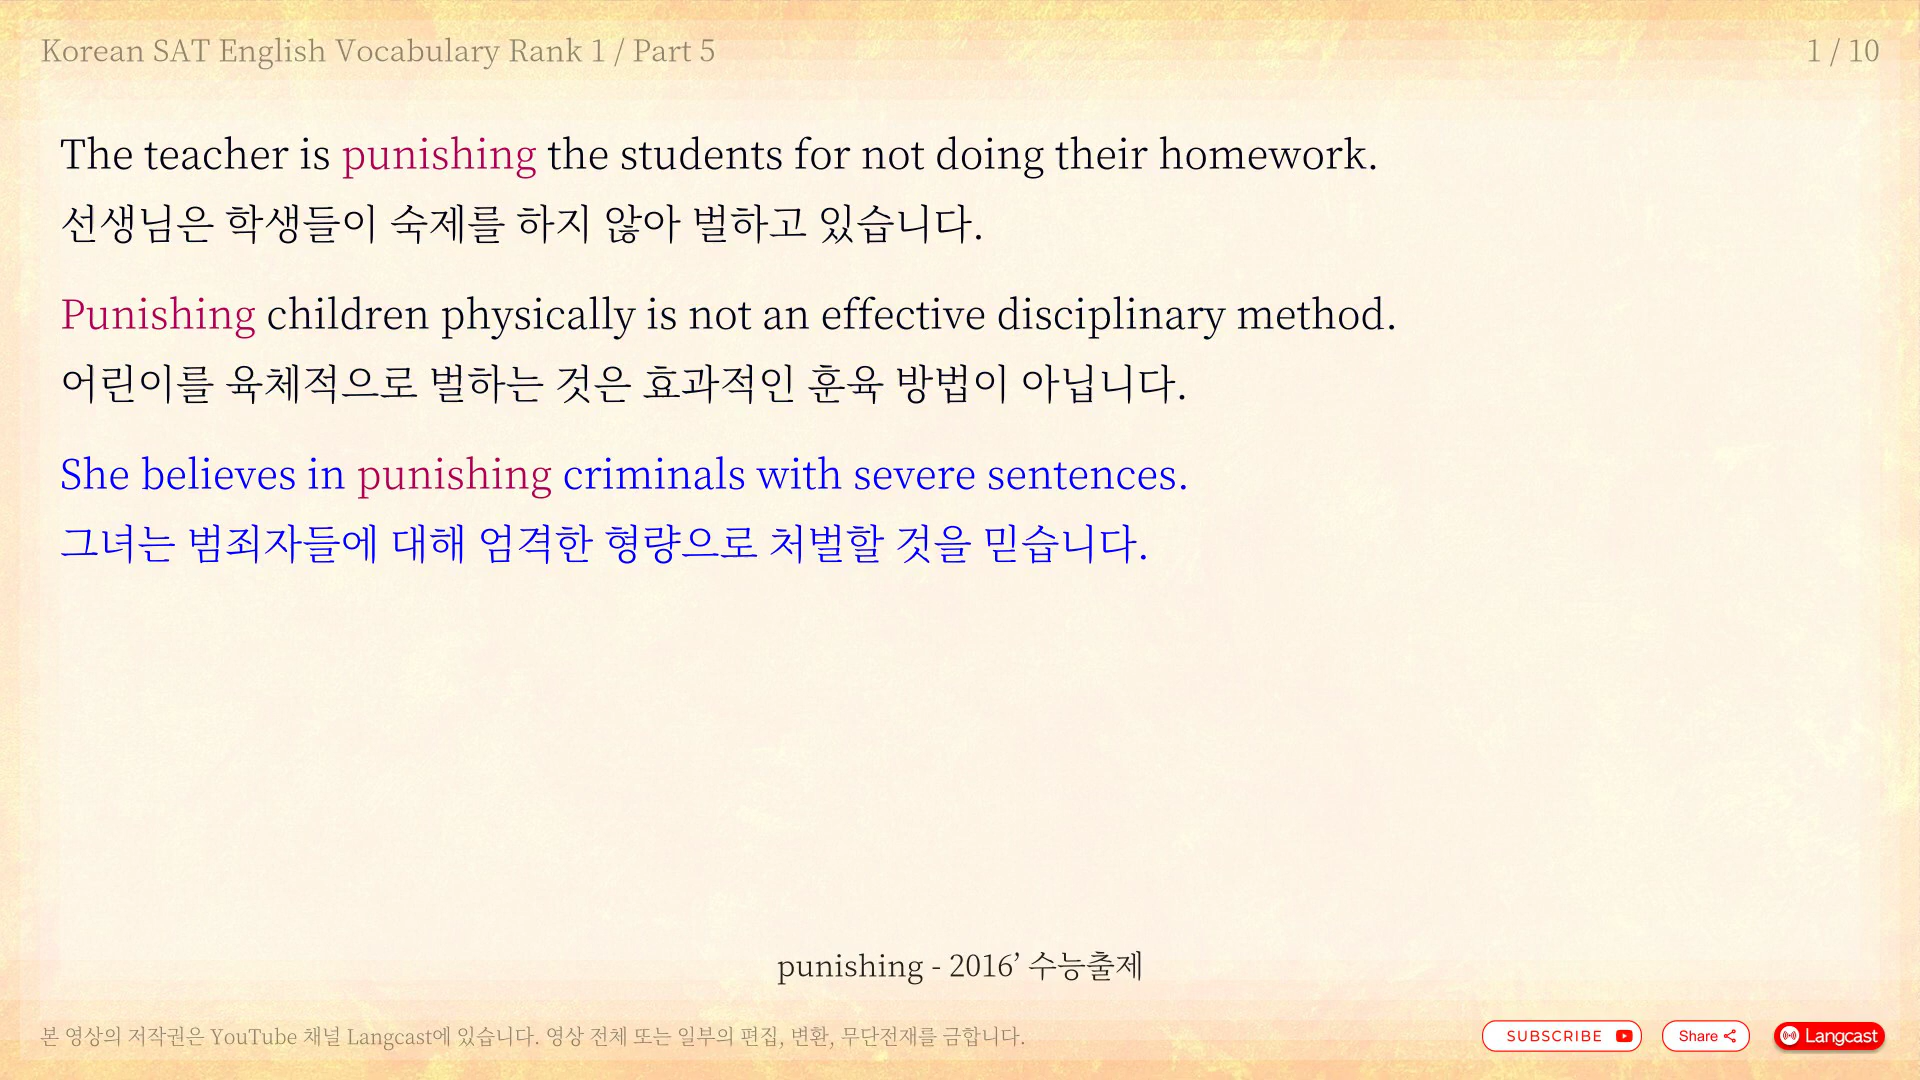 Korean SAT English Vocabulary Rank 1 / Part 5
1 / 10
The teacher is punishing the students for not doing their homework.
선생님은 학생들이 숙제를 하지 않아 벌하고 있습니다.
Punishing children physically is not an effective disciplinary method.
어린이를 육체적으로 벌하는 것은 효과적인 훈육 방법이 아닙니다.
She believes in punishing criminals with severe sentences.
그녀는 범죄자들에 대해 엄격한 형량으로 처벌할 것을 믿습니다.
punishing - 2016’ 수능출제
본 영상의 저작권은 YouTube 채널 Langcast에 있습니다. 영상 전체 또는 일부의 편집, 변환, 무단전재를 금합니다.
SUBSCRIBE
Share
Langcast